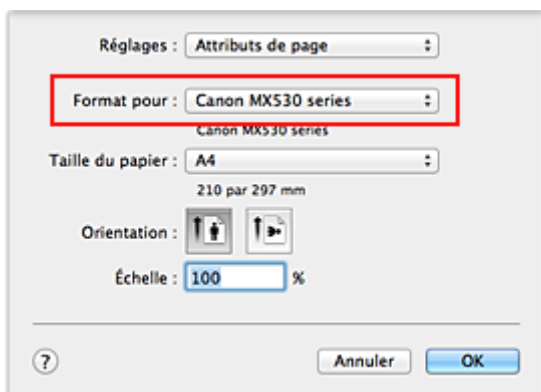 Réglages : Attributs de page
Format pour : Canon MX530 series
Canon MX530 series
Taille du papier : A4
210 par 297 mm
Orientation :
Échelle : 100 %
? Annuler OK